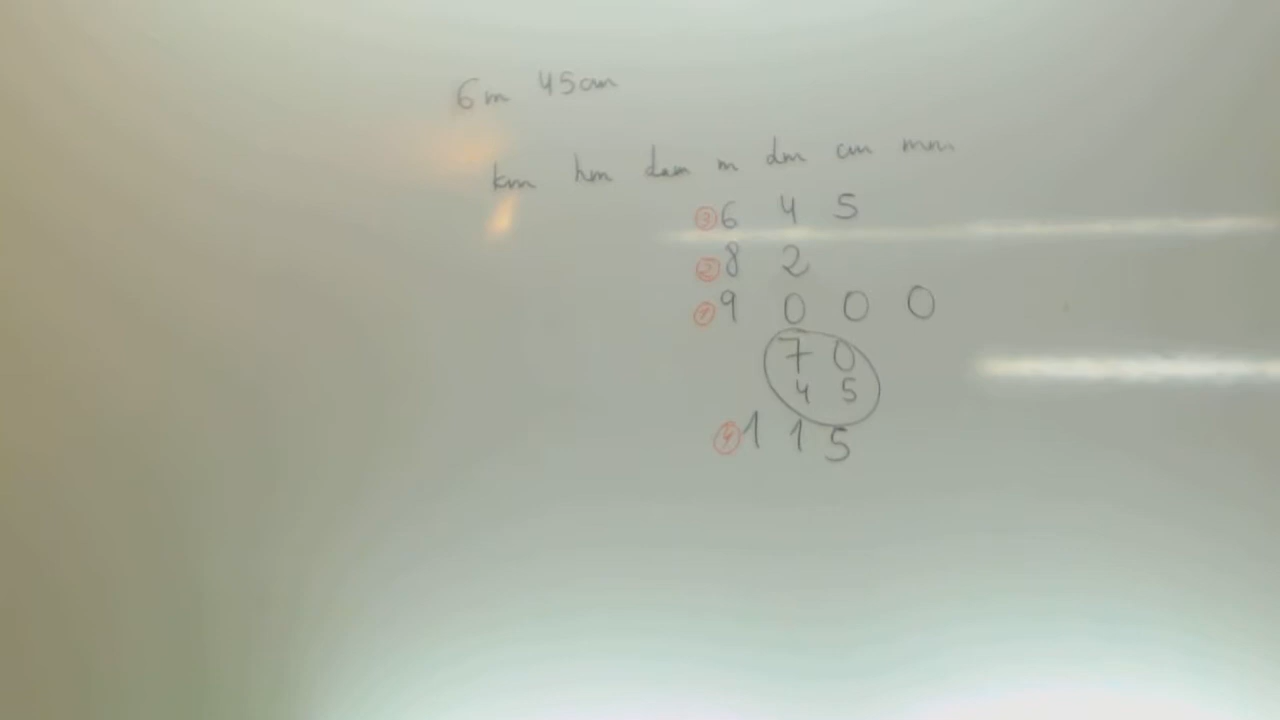 6m 45cm
km hm dam m dm cm mm
③ 6 4 5
② 8 2
① 9 0 0 0
7 0
4 5
④ 1 1 5